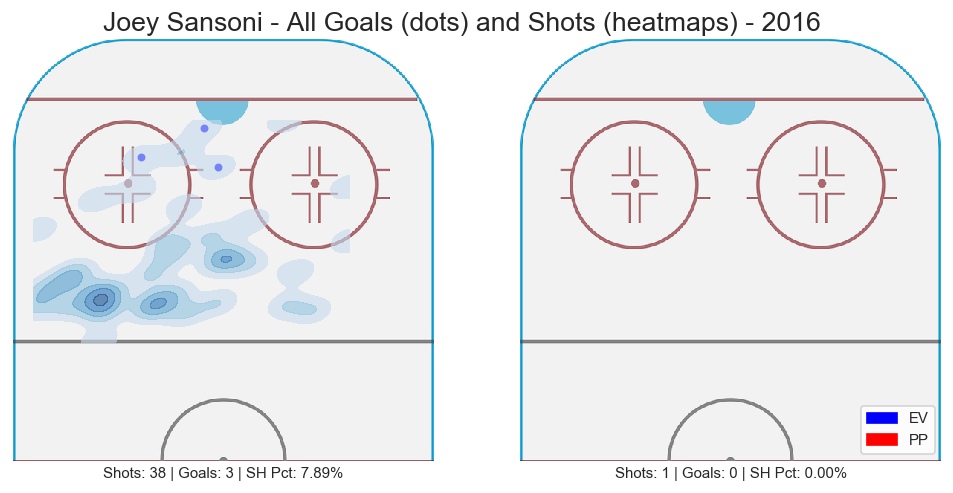 Joey Sansoni - All Goals (dots) and Shots (heatmaps) - 2016
EV
PP
Shots: 38 | Goals: 3 | SH Pct: 7.89%
Shots: 1 | Goals: 0 | SH Pct: 0.00%